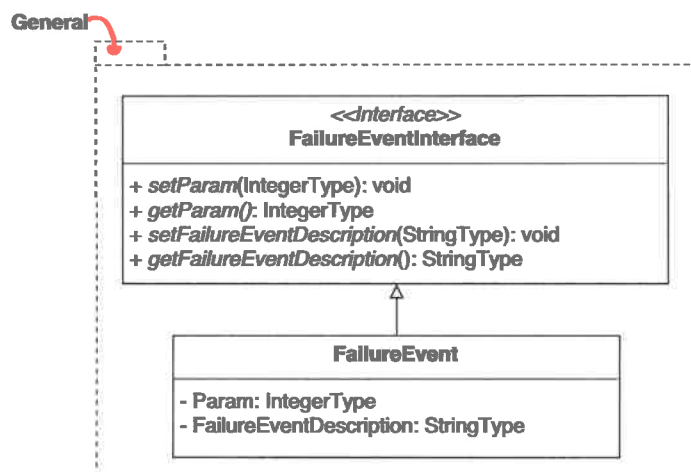 General
<<Interface>>
FailureEventInterface
+ setParam(IntegerType): void
+ getParam(): IntegerType
+ setFailureEventDescription(StringType): void
+ getFailureEventDescription(): StringType
FailureEvent
- Param: IntegerType
- FailureEventDescription: StringType